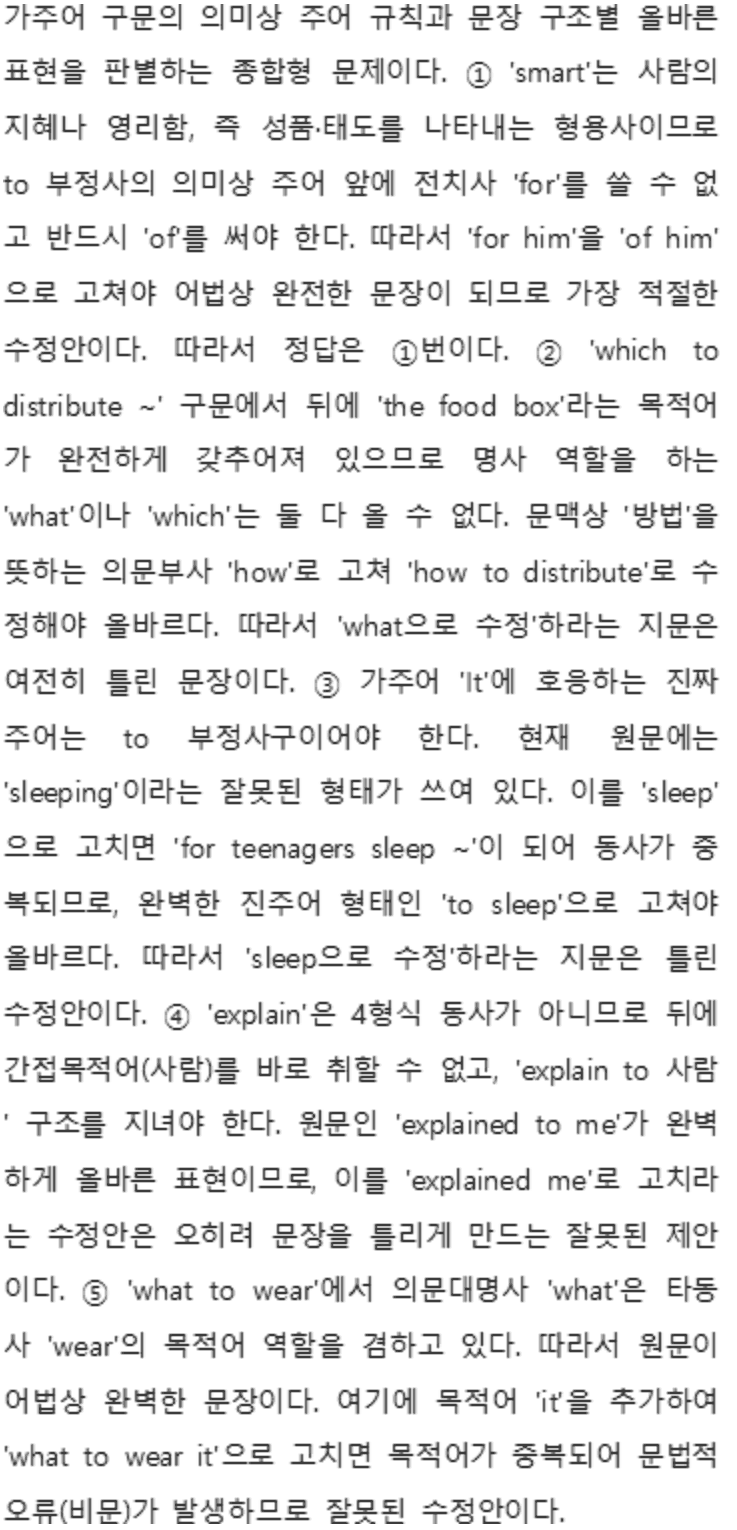 가주어 구문의 의미상 주어 규칙과 문장 구조별 올바른
표현을 판별하는 종합형 문제이다. ① 'smart'는 사람의
지혜나 영리함, 즉 성품·태도를 나타내는 형용사이므로
to 부정사의 의미상 주어 앞에 전치사 'for'를 쓸 수 없
고 반드시 'of'를 써야 한다. 따라서 'for him'을 'of him'
으로 고쳐야 어법상 완전한 문장이 되므로 가장 적절한
수정안이다. 따라서 정답은 ①번이다. ② 'which to
distribute ~' 구문에서 뒤에 'the food box'라는 목적어
가 완전하게 갖추어져 있으므로 명사 역할을 하는
'what'이나 'which'는 둘 다 올 수 없다. 문맥상 '방법'을
뜻하는 의문부사 'how'로 고쳐 'how to distribute'로 수
정해야 올바르다. 따라서 'what으로 수정'하라는 지문은
여전히 틀린 문장이다. ③ 가주어 'It'에 호응하는 진짜
주어는 to 부정사구이어야 한다. 현재 원문에는
'sleeping'이라는 잘못된 형태가 쓰여 있다. 이를 'sleep'
으로 고치면 'for teenagers sleep ~'이 되어 동사가 중
복되므로, 완벽한 진주어 형태인 'to sleep'으로 고쳐야
올바르다. 따라서 'sleep으로 수정'하라는 지문은 틀린
수정안이다. ④ 'explain'은 4형식 동사가 아니므로 뒤에
간접목적어(사람)를 바로 취할 수 없고, 'explain to 사람
' 구조를 지녀야 한다. 원문인 'explained to me'가 완벽
하게 올바른 표현이므로, 이를 'explained me'로 고치라
는 수정안은 오히려 문장을 틀리게 만드는 잘못된 제안
이다. ⑤ 'what to wear'에서 의문대명사 'what'은 타동
사 'wear'의 목적어 역할을 겸하고 있다. 따라서 원문이
어법상 완벽한 문장이다. 여기에 목적어 'it'을 추가하여
'what to wear it'으로 고치면 목적어가 중복되어 문법적
오류(비문)가 발생하므로 잘못된 수정안이다.